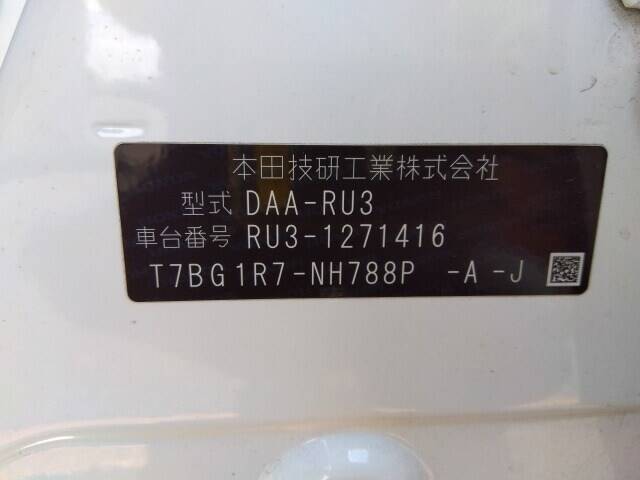 本田技研工業株式会社
型式 DAA-RU3
車台番号 RU3-1271416
T7BG1R7-NH788P -A-J